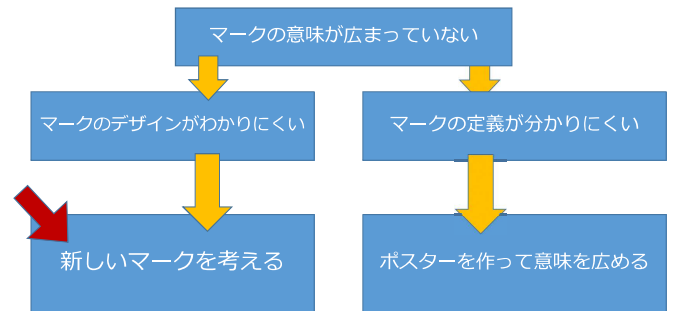 マークの意味が広まっていない
マークのデザインがわかりにくい
マークの定義が分かりにくい
新しいマークを考える
ポスターを作って意味を広める